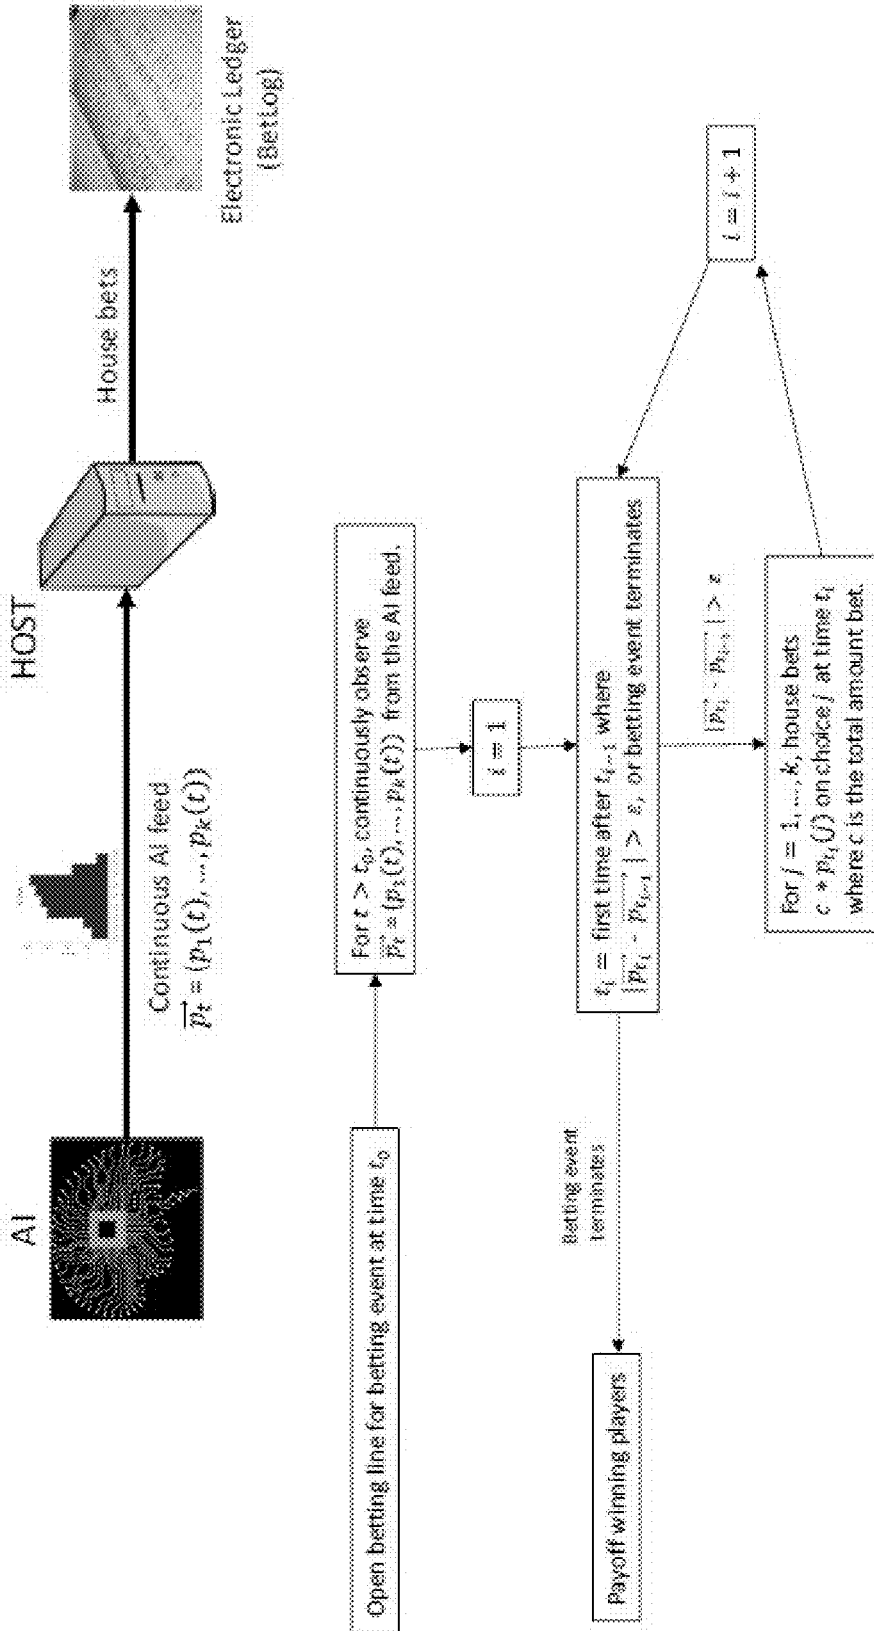 AI
Continuous AI feed
$\overrightarrow{p_t} = (p_1(t), \ldots, p_k(t))$
HOST
House bets
Electronic Ledger
(BetLog)
Open betting line for betting event at time $t_0$
For $t > t_0$, continuously observe
$\overrightarrow{p_t} = (p_1(t), \ldots, p_k(t))$ from the AI feed.
$i = 1$
$t_i$ = first time after $t_{i-1}$ where
$|\overrightarrow{p_{t_i}} - \overrightarrow{p_{t_{i-1}}}| > \varepsilon$, or betting event terminates
$i = i + 1$
$|\overrightarrow{p_{t_i}} - \overrightarrow{p_{t_{i-1}}}| > \varepsilon$
For $j = 1, \ldots, k$, house bets
$c * p_{t_i}(j)$ on choice $j$ at time $t_i$
where $c$ is the total amount bet.
Betting event
terminates
Payoff winning players